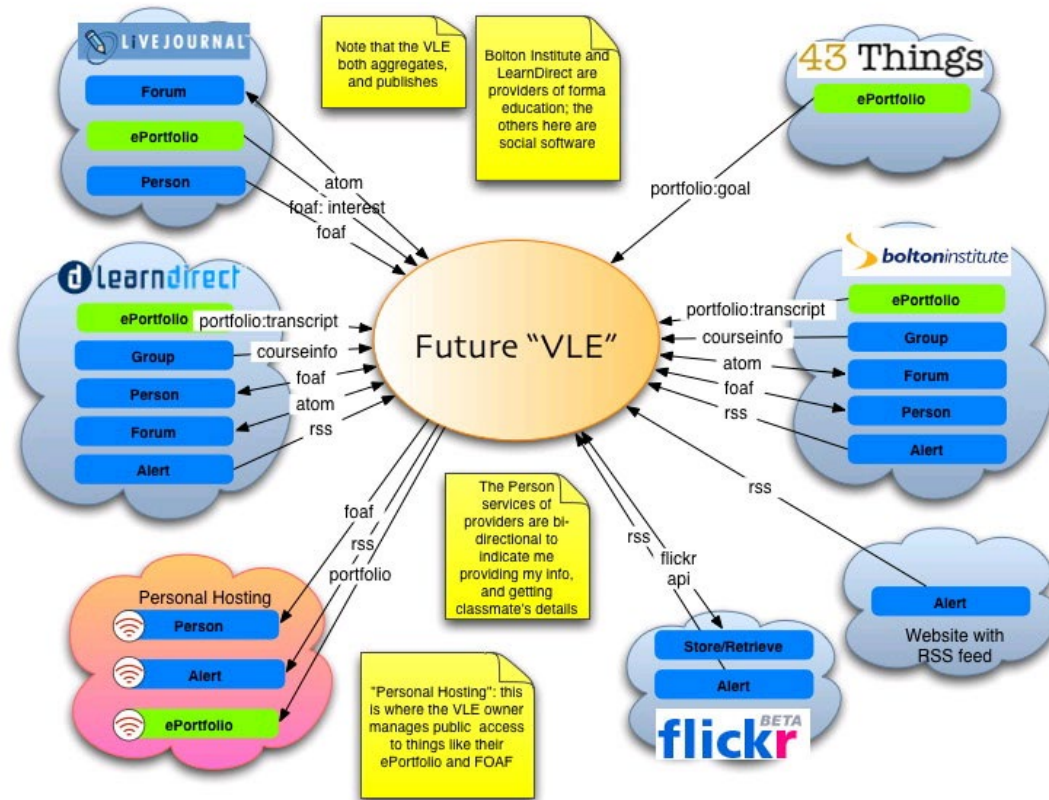 LiVEJOURNAL
Forum
ePortfolio
Person
atom
foaf: interest
foaf
Note that the VLE
both aggregates,
and publishes
Bolton Institute and
LearnDirect are
providers of forma
education; the
others here are
social software
43 Things
ePortfolio
portfolio:goal
learndirect
ePortfolio
Group
Person
Forum
Alert
portfolio:transcript
courseinfo
foaf
atom
rss
Future “VLE”
boltoninstitute
ePortfolio
Group
Forum
Person
Alert
portfolio:transcript
courseinfo
atom
foaf
rss
foaf
rss
portfolio
Personal Hosting
Person
Alert
ePortfolio
The Person
services of
providers are bi-
directional to
indicate me
providing my info,
and getting
classmate's details
"Personal Hosting": this
is where the VLE owner
manages public access
to things like their
ePortfolio and FOAF
rss
flickr
api
Store/Retrieve
Alert
flickr BETA
rss
Alert
Website with
RSS feed